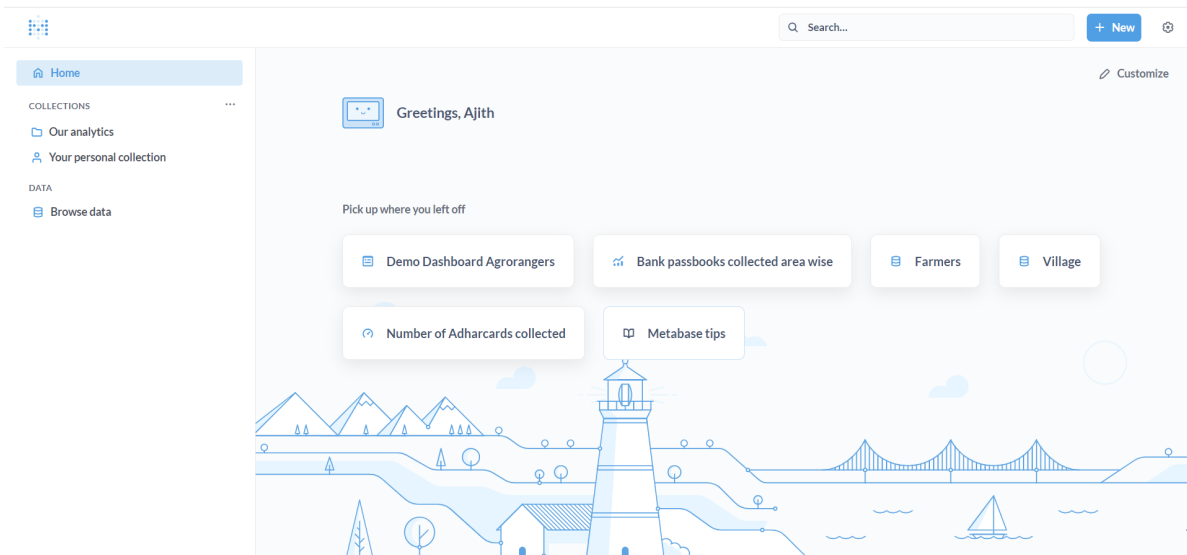 Search...
+ New
Home
Customize
COLLECTIONS
...
Greetings, Ajith
Our analytics
Your personal collection
DATA
Browse data
Pick up where you left off
Demo Dashboard Agrorangers
Bank passbooks collected area wise
Farmers
Village
Number of Adharcards collected
Metabase tips